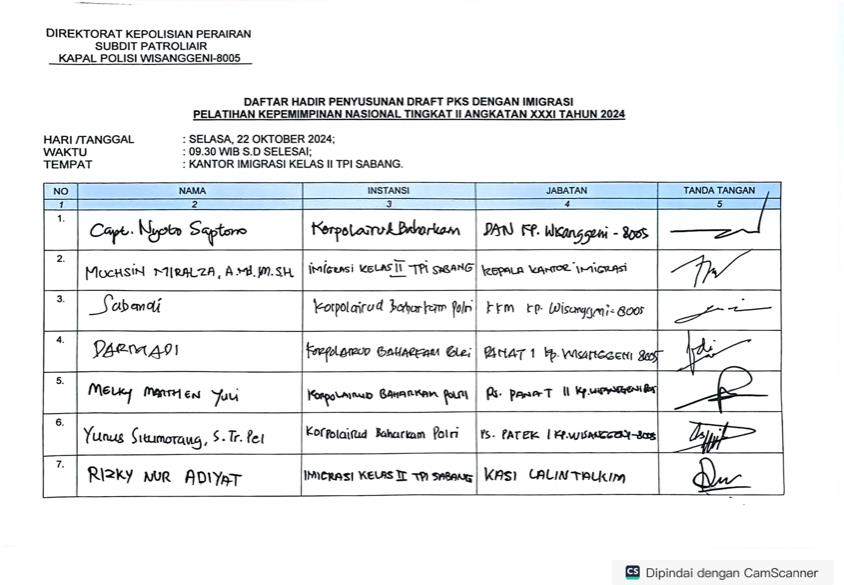 DIREKTORAT KEPOLISIAN PERAIRAN
SUBDIT PATROLIAIR
KAPAL POLISI WISANGGENI-8005
DAFTAR HADIR PENYUSUNAN DRAFT PKS DENGAN IMIGRASI
PELATIHAN KEPEMIMPINAN NASIONAL TINGKAT II ANGKATAN XXXI TAHUN 2024
HARI /TANGGAL : SELASA, 22 OKTOBER 2024;
WAKTU : 09.30 WIB S.D SELESAI;
TEMPAT : KANTOR IMIGRASI KELAS II TPI SABANG.
NO NAMA INSTANSI JABATAN TANDA TANGAN
1 2 3 4 5
1. Capt. Nyoto Saptono Korpolairud Baharkam DAN KP. Wisanggeni - 8005
2. MUCHSIN MIRALZA, A.Md.IM.SH IMIGRASI KELAS II TPI SABANG KEPALA KANTOR IMIGRASI
3. Sabandi Korpolairud Baharkam Polri KKM KP. Wisanggeni - 8005
4. DARMADI KORPOLAIRUD BAHARKAM POLRI PANAT 1 KP. WISANGGENI 8005
5. MELKY MARTHEN YULI KORPOLAIRUD BAHARKAM POLRI PS. PANAT II KP. WISANGGENI
6. Yunus Situmorang, S.Tr.Pel Korpolairud Baharkam Polri PS. PATEK 1 KP. WISANGGENI-8005
7. RIZKY NUR ADIYAT IMIGRASI KELAS II TPI SABANG KASI LALINTALKIM
CS Dipindai dengan CamScanner